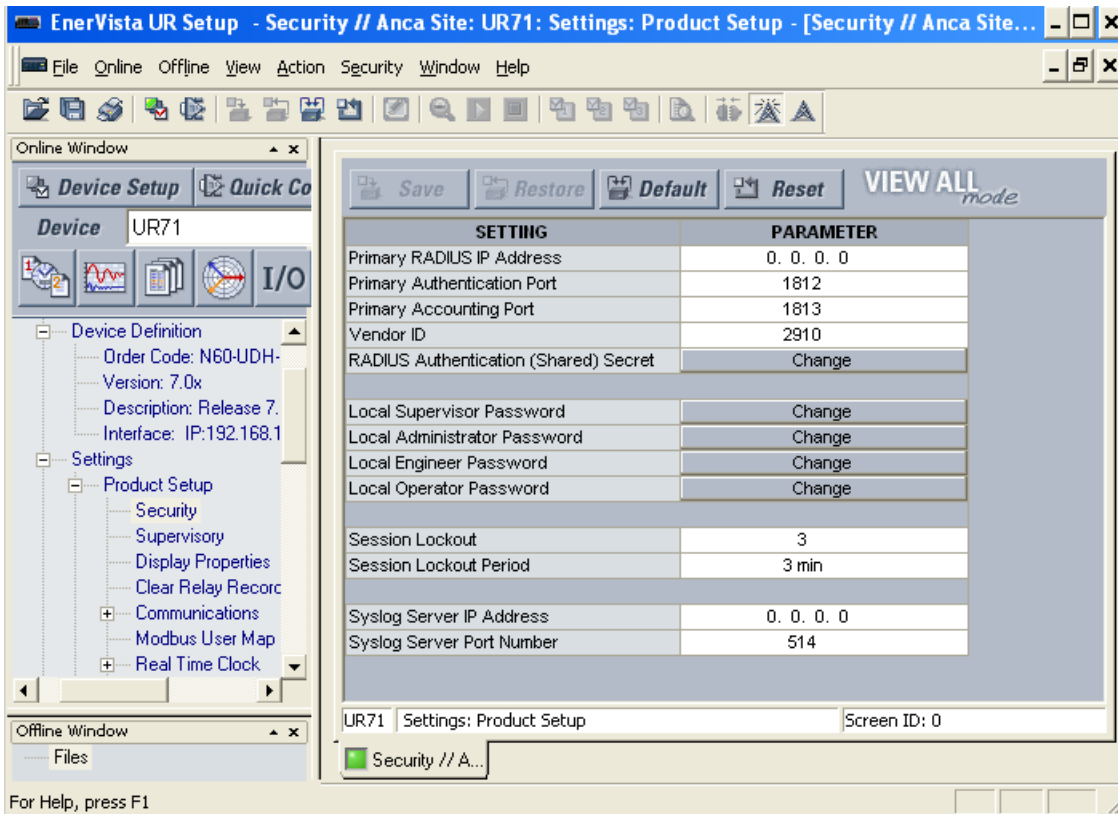 EnerVista UR Setup - Security // Anca Site: UR71: Settings: Product Setup - [Security // Anca Site...
File Online Offline View Action Security Window Help
Online Window
Device Setup Quick Co
Device UR71
I/O
Device Definition
Order Code: N60-UDH-
Version: 7.0x
Description: Release 7.
Interface: IP:192.168.1
Settings
Product Setup
Security
Supervisory
Display Properties
Clear Relay Recorc
Communications
Modbus User Map
Real Time Clock
Offline Window
Files
Save Restore Default Reset VIEW ALL mode
SETTING PARAMETER
Primary RADIUS IP Address 0. 0. 0. 0
Primary Authentication Port 1812
Primary Accounting Port 1813
Vendor ID 2910
RADIUS Authentication (Shared) Secret Change
Local Supervisor Password Change
Local Administrator Password Change
Local Engineer Password Change
Local Operator Password Change
Session Lockout 3
Session Lockout Period 3 min
Syslog Server IP Address 0. 0. 0. 0
Syslog Server Port Number 514
UR71 Settings: Product Setup Screen ID: 0
Security // A...
For Help, press F1